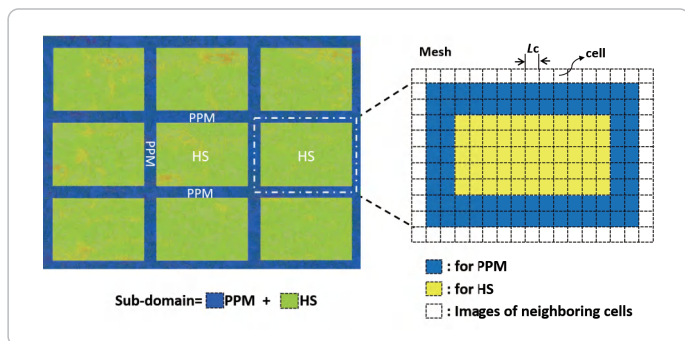 Mesh
Lc
cell
PPM
PPM
HS
HS
PPM
: for PPM
: for HS
: Images of neighboring cells
Sub-domain= PPM + HS